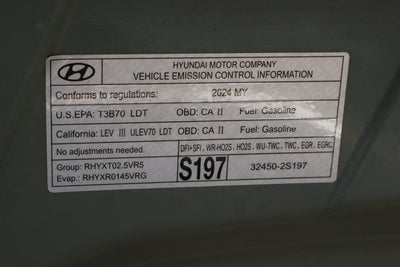 HYUNDAI MOTOR COMPANY
VEHICLE EMISSION CONTROL INFORMATION
Conforms to regulations: 2024 MY
U.S.EPA: T3B70 LDT OBD: CA II Fuel: Gasoline
California: LEV III ULEV70 LDT OBD: CA II Fuel: Gasoline
No adjustments needed. DFI+SFI, WR-HO2S, HO2S, WU-TWC, TWC, EGR, EGRC
Group: RHYXT02.5VR5
Evap.: RHYXR0145VRG
S197
32450-2S197